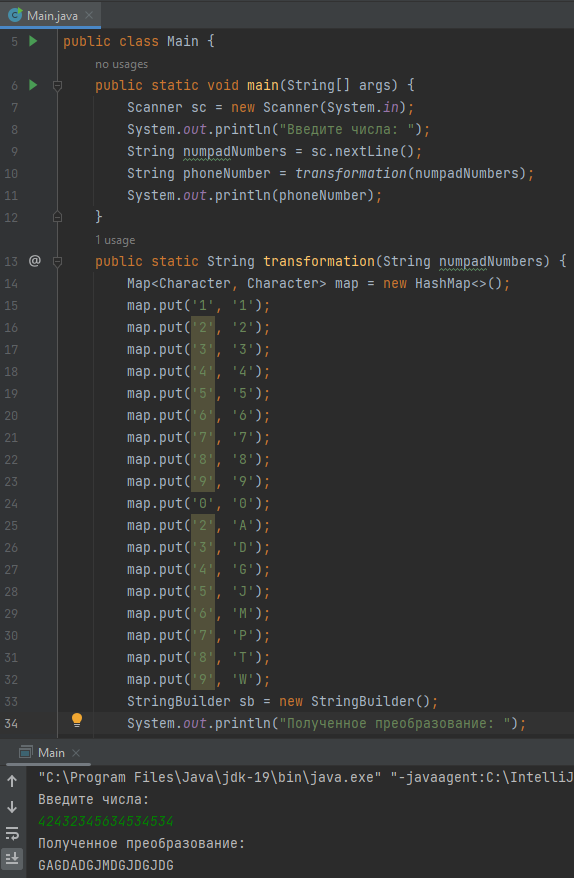 Main.java
5 public class Main {
no usages
6 public static void main(String[] args) {
7 Scanner sc = new Scanner(System.in);
8 System.out.println("Введите числа: ");
9 String numpadNumbers = sc.nextLine();
10 String phoneNumber = transformation(numpadNumbers);
11 System.out.println(phoneNumber);
12 }
1 usage
13 @ public static String transformation(String numpadNumbers) {
14 Map<Character, Character> map = new HashMap<>();
15 map.put('1', '1');
16 map.put('2', '2');
17 map.put('3', '3');
18 map.put('4', '4');
19 map.put('5', '5');
20 map.put('6', '6');
21 map.put('7', '7');
22 map.put('8', '8');
23 map.put('9', '9');
24 map.put('0', '0');
25 map.put('2', 'A');
26 map.put('3', 'D');
27 map.put('4', 'G');
28 map.put('5', 'J');
29 map.put('6', 'M');
30 map.put('7', 'P');
31 map.put('8', 'T');
32 map.put('9', 'W');
33 StringBuilder sb = new StringBuilder();
34 System.out.println("Полученное преобразование: ");
Main
"C:\Program Files\Java\jdk-19\bin\java.exe" "-javaagent:C:\IntelliJ
Введите числа:
42432345634534534
Полученное преобразование:
GAGDADGJMDGJDGJDG